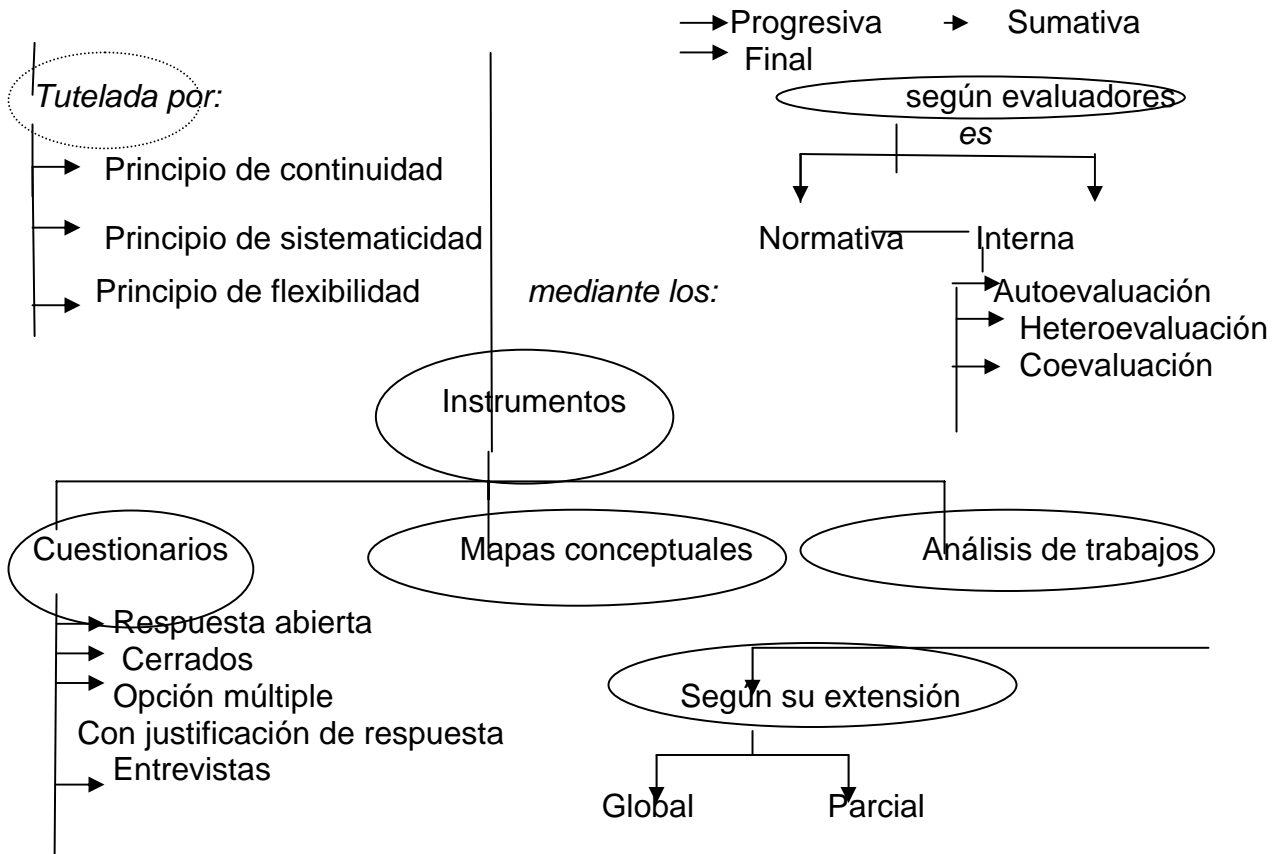 Progresiva Sumativa
Final
Tutelada por:
según evaluadores
es
Principio de continuidad
Principio de sistematicidad
Normativa Interna
Principio de flexibilidad
mediante los:
Autoevaluación
Heteroevaluación
Coevaluación
Instrumentos
Cuestionarios
Mapas conceptuales
Análisis de trabajos
Respuesta abierta
Cerrados
Opción múltiple
Con justificación de respuesta
Entrevistas
Según su extensión
Global Parcial